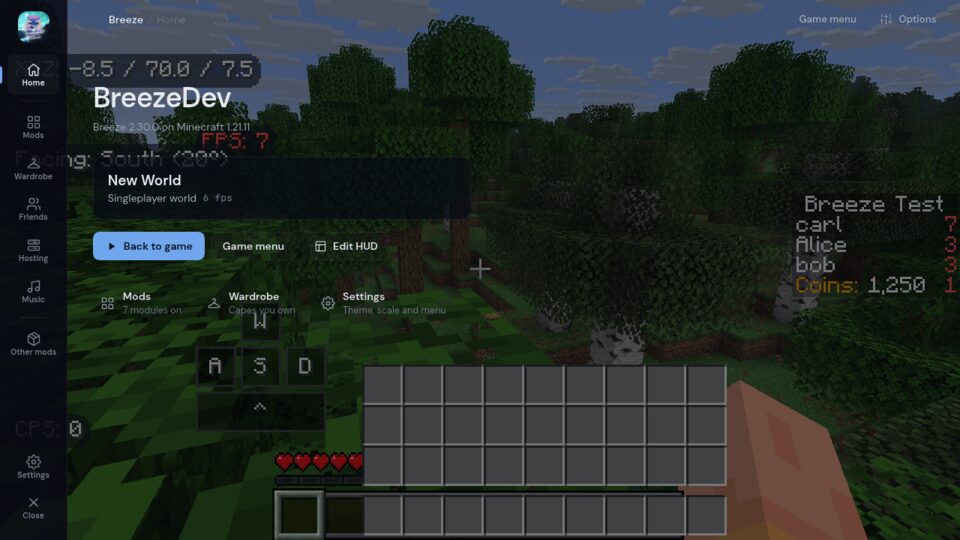 Breeze / Home
Game menu
Options
-8.5 / 70.0 / 7.5
Home
BreezeDev
Mods
Breeze 2.30.0 on Minecraft 1.21.11
FPS: 7
Facing: South (20°)
Wardrobe
New World
Singleplayer world 6 fps
Friends
Breeze Test
carl 7
Alice 3
bob 3
Coins: 1,250 1
Hosting
Back to game
Game menu
Edit HUD
Music
Mods
7 modules on
Wardrobe
Capes you own
Settings
Theme, scale and menu
W
Other mods
A S D
^
CPS: 0
Settings
Close